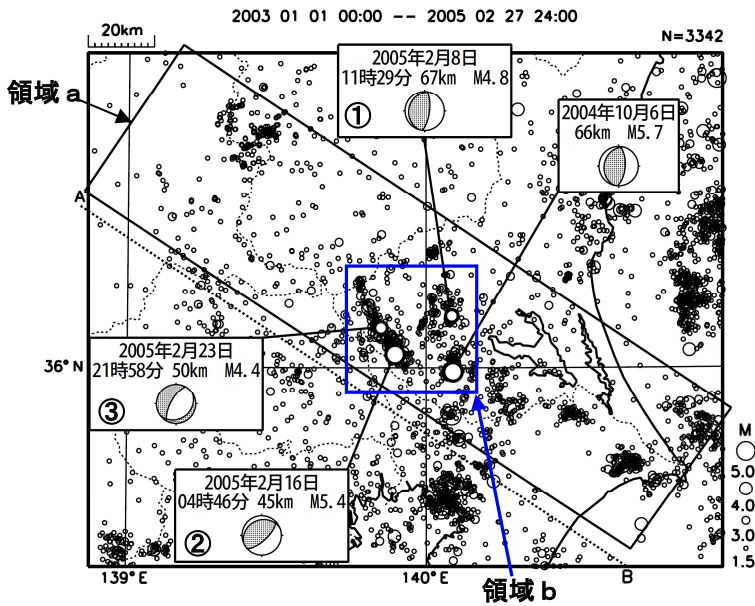 2003 01 01 00:00 -- 2005 02 27 24:00
20km
N=3342
領域a
2005年2月8日
11時29分 67km M4.8
①
2004年10月6日
66km M5.7
A
36°N
2005年2月23日
21時58分 50km M4.4
③
2005年2月16日
04時46分 45km M5.4
②
M
5.0
4.0
3.0
1.5
139°E
140°E
B
領域b